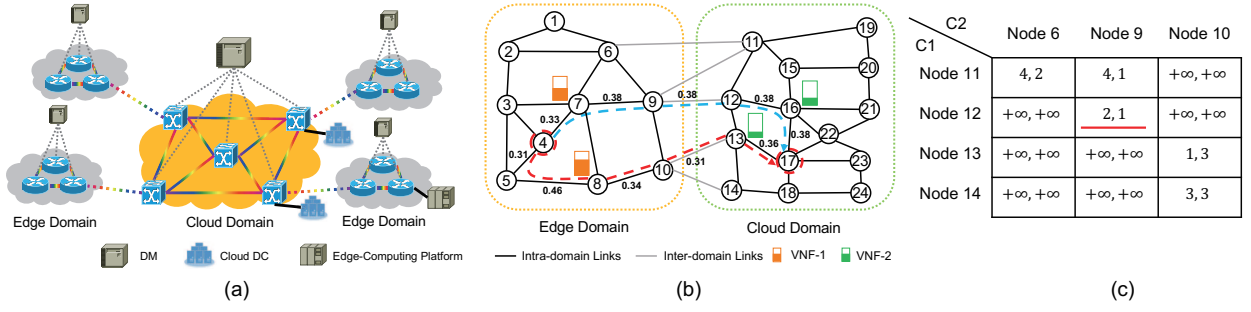 DM
DM
DM
DM
Edge Domain
Cloud Domain
Edge Domain
DM
Cloud DC
Edge-Computing Platform
(a)
1
2
6
11
19
15
20
3
7
0.38
9
0.38
12
0.38
16
21
0.33
4
22
13
0.38
0.31
0.36
17
23
5
0.46
8
0.34
10
0.31
14
18
24
Edge Domain
Cloud Domain
Intra-domain Links
Inter-domain Links
VNF-1
VNF-2
(b)
C2
C1
Node 6
Node 9
Node 10
Node 11
4, 2
4, 1
+∞, +∞
Node 12
+∞, +∞
2, 1
+∞, +∞
Node 13
+∞, +∞
+∞, +∞
1, 3
Node 14
+∞, +∞
+∞, +∞
3, 3
(c)